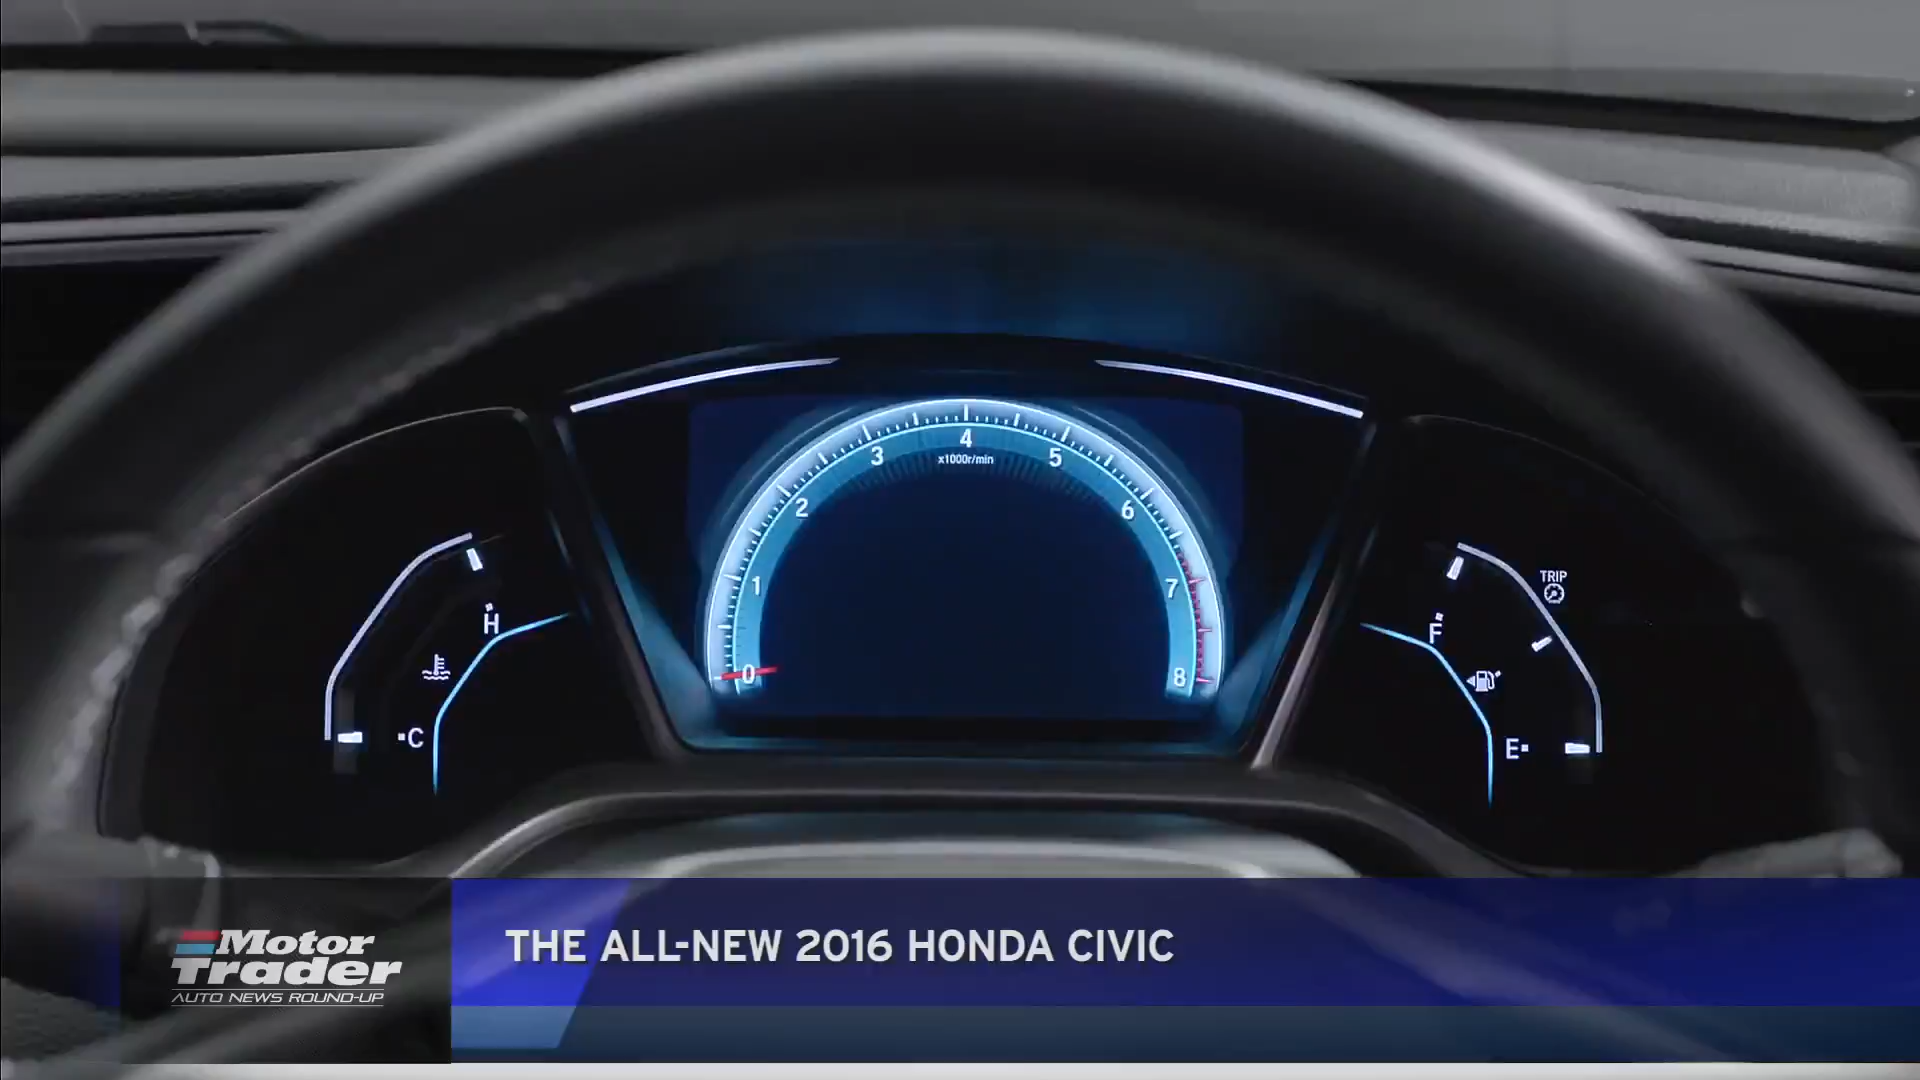 4
3
5
x1000r/min
2
6
1
7
0
8
H
C
TRIP
F
E
Motor
Trader
AUTO NEWS ROUND-UP
THE ALL-NEW 2016 HONDA CIVIC